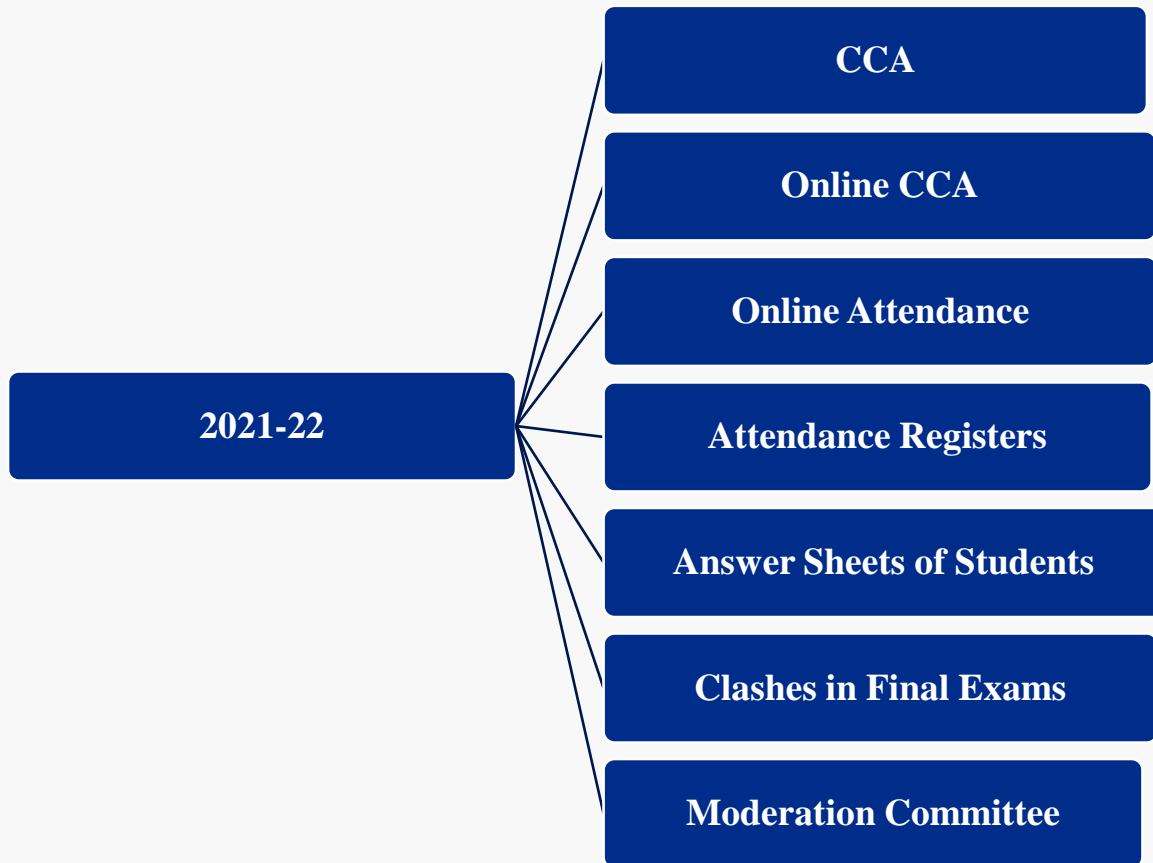 CCA
Online CCA
Online Attendance
2021-22
Attendance Registers
Answer Sheets of Students
Clashes in Final Exams
Moderation Committee